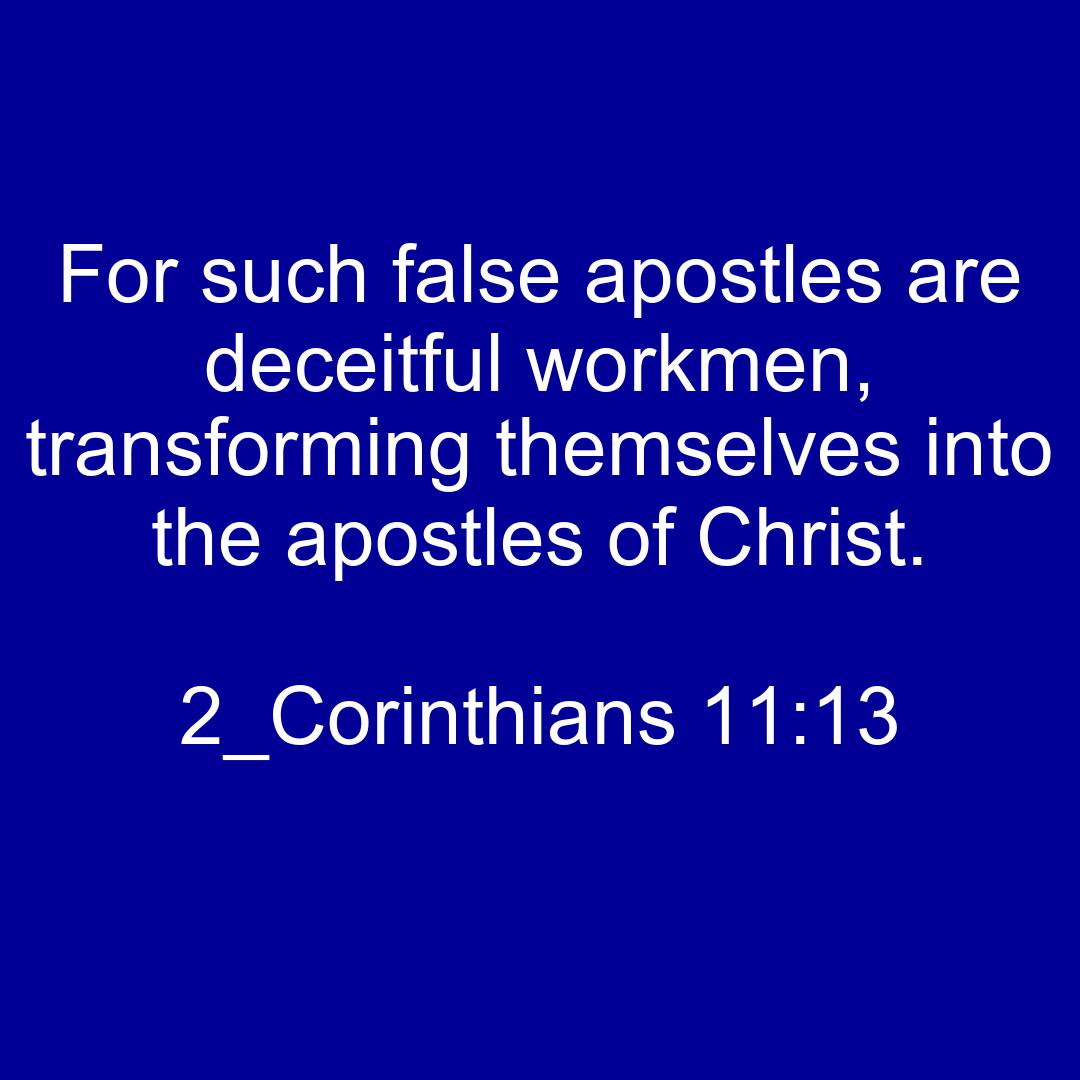 For such false apostles are
deceitful workmen,
transforming themselves into
the apostles of Christ.
2_Corinthians 11:13